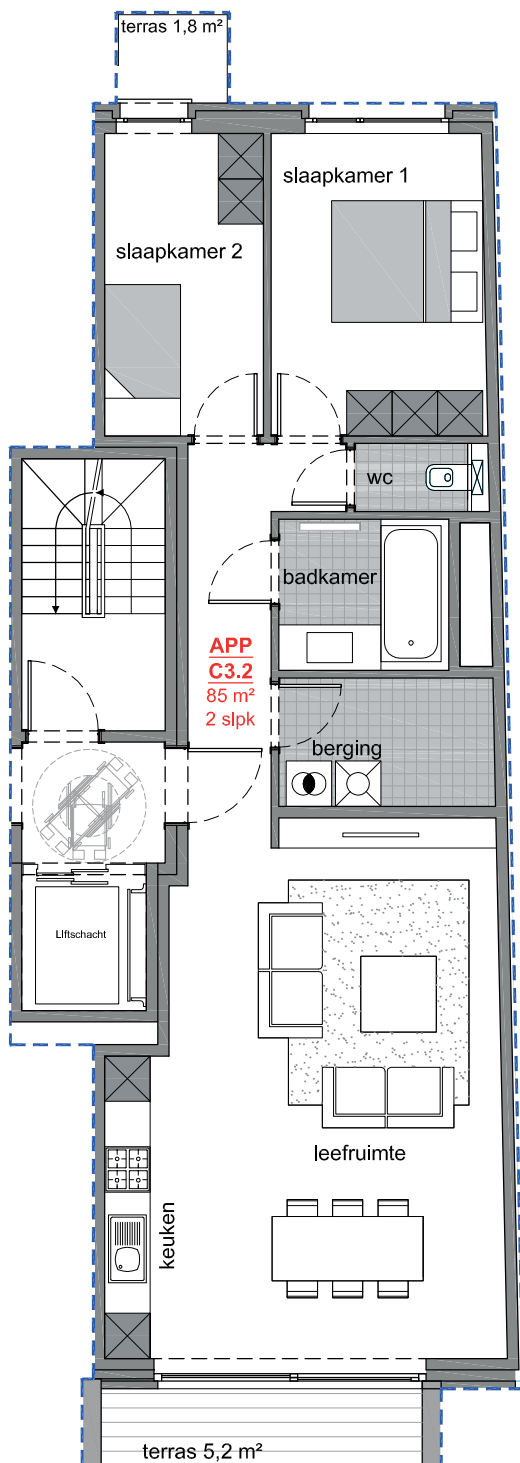 terras 1,8 m²
slaapkamer 1
slaapkamer 2
wc
badkamer
APP
C3.2
85 m²
2 slpk
berging
Liftschacht
leefruimte
keuken
terras 5,2 m²